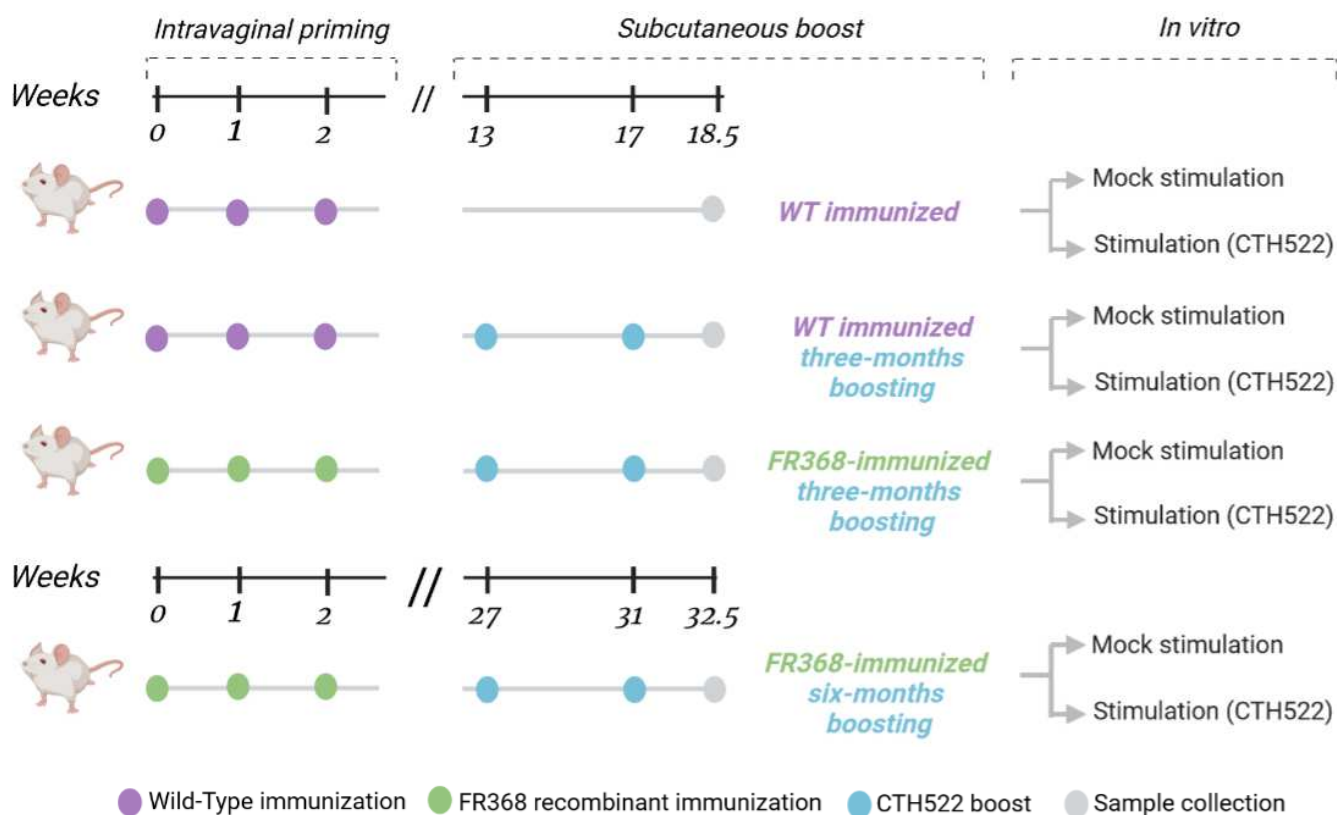 Intravaginal priming
Subcutaneous boost
In vitro
Weeks
0 1 2 // 13 17 18.5
WT immunized
Mock stimulation
Stimulation (CTH522)
WT immunized
three-months
boosting
Mock stimulation
Stimulation (CTH522)
FR368-immunized
three-months
boosting
Mock stimulation
Stimulation (CTH522)
Weeks
0 1 2 // 27 31 32.5
FR368-immunized
six-months
boosting
Mock stimulation
Stimulation (CTH522)
Wild-Type immunization
FR368 recombinant immunization
CTH522 boost
Sample collection